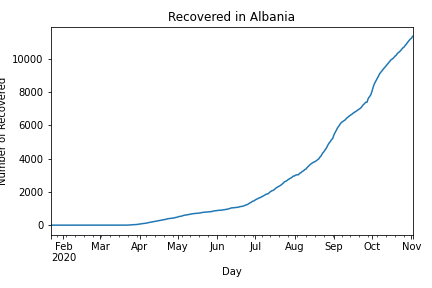 Recovered in Albania
Number of Recovered
10000
8000
6000
4000
2000
0
Feb Mar Apr May Jun Jul Aug Sep Oct Nov
2020
Day